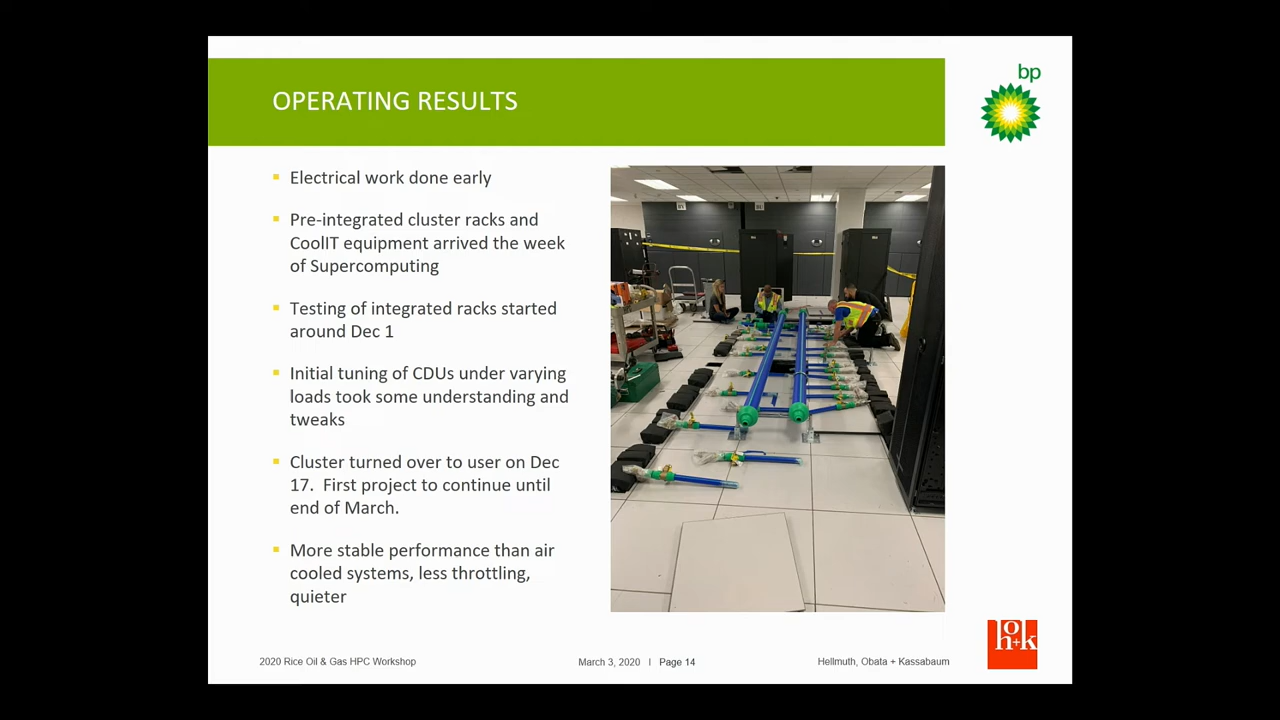 bp
OPERATING RESULTS
Electrical work done early
Pre-integrated cluster racks and
CoolIT equipment arrived the week
of Supercomputing
Testing of integrated racks started
around Dec 1
Initial tuning of CDUs under varying
loads took some understanding and
tweaks
Cluster turned over to user on Dec
17. First project to continue until
end of March.
More stable performance than air
cooled systems, less throttling,
quieter
h o+k
2020 Rice Oil & Gas HPC Workshop
March 3, 2020 I Page 14
Hellmuth, Obata + Kassabaum